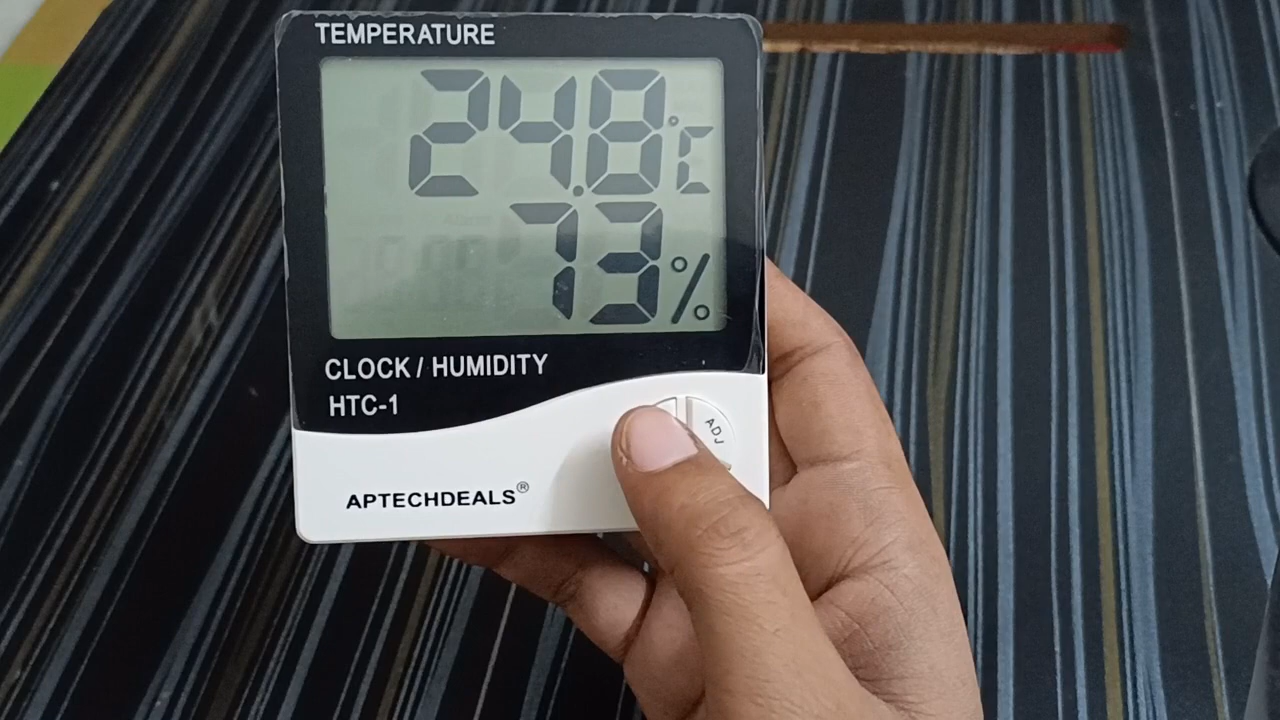 TEMPERATURE
24.8°C
73%
CLOCK / HUMIDITY
HTC-1
APTECHDEALS®
ADJ